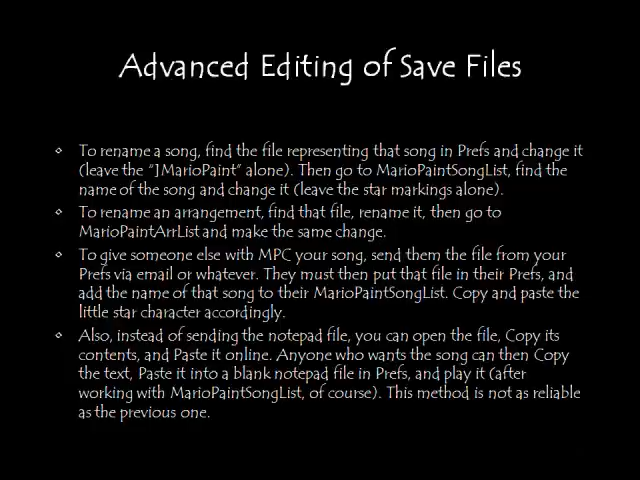 Advanced Editing of Save Files
• To rename a song, find the file representing that song in Prefs and change it
(leave the "]MarioPaint" alone). Then go to MarioPaintSongList, find the
name of the song and change it (leave the star markings alone).
• To rename an arrangement, find that file, rename it, then go to
MarioPaintArrList and make the same change.
• To give someone else with MPC your song, send them the file from your
Prefs via email or whatever. They must then put that file in their Prefs, and
add the name of that song to their MarioPaintSongList. Copy and paste the
little star character accordingly.
• Also, instead of sending the notepad file, you can open the file, Copy its
contents, and Paste it online. Anyone who wants the song can then Copy
the text, Paste it into a blank notepad file in Prefs, and play it (after
working with MarioPaintSongList, of course). This method is not as reliable
as the previous one.